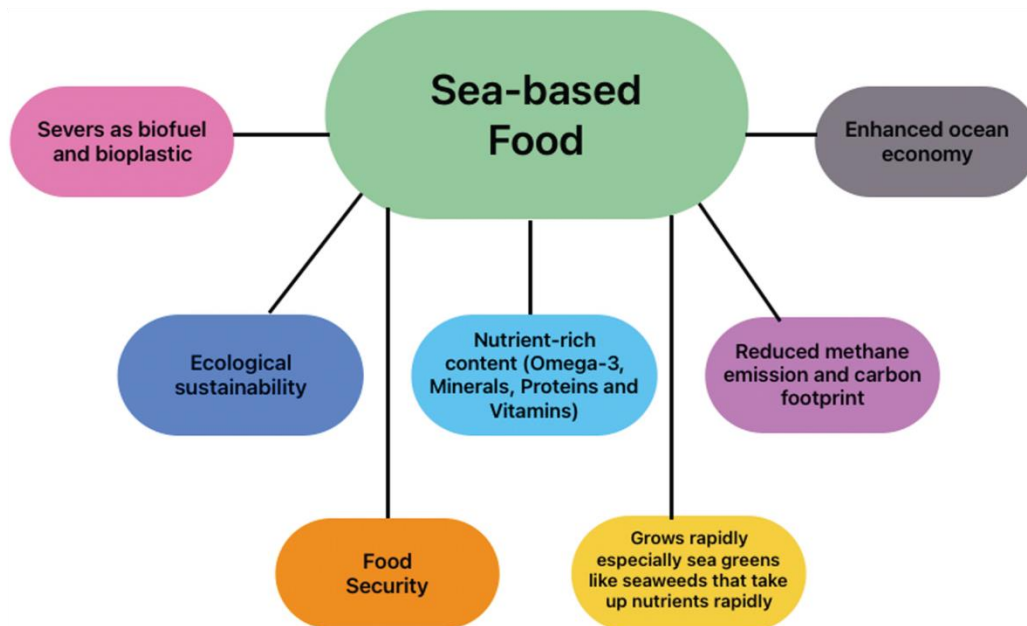 Sea-based
Food
Severs as biofuel
and bioplastic
Enhanced ocean
economy
Ecological
sustainability
Nutrient-rich
content (Omega-3,
Minerals, Proteins and
Vitamins)
Reduced methane
emission and carbon
footprint
Food
Security
Grows rapidly
especially sea greens
like seaweeds that take
up nutrients rapidly